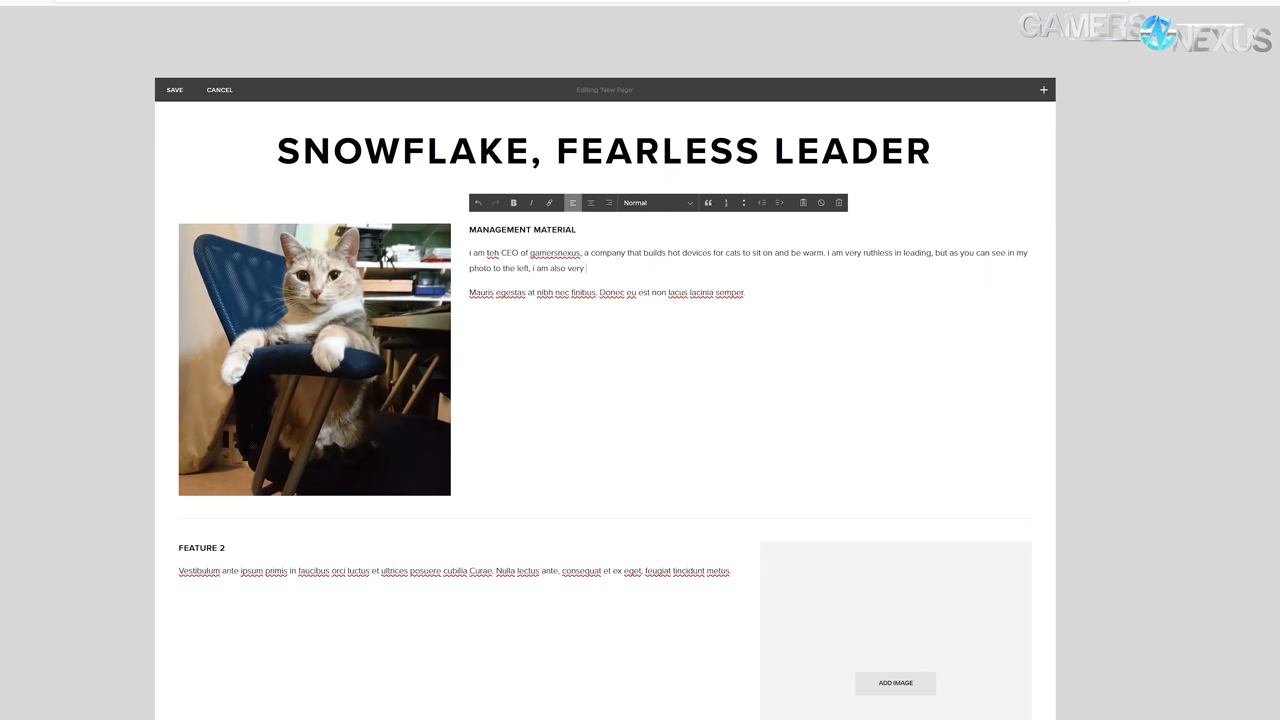 GAMERS NEXUS
SAVE CANCEL Editing 'New Page' +
SNOWFLAKE, FEARLESS LEADER
B I Normal
MANAGEMENT MATERIAL
i am teh CEO of gamersnexus, a company that builds hot devices for cats to sit on and be warm. i am very ruthless in leading, but as you can see in my
photo to the left, i am also very
Mauris egestas at nibh nec finibus. Donec eu est non lacus lacinia semper.
FEATURE 2
Vestibulum ante ipsum primis in faucibus orci luctus et ultrices posuere cubilia Curae. Nulla lectus ante, consequat et ex eget, feugiat tincidunt metus.
ADD IMAGE